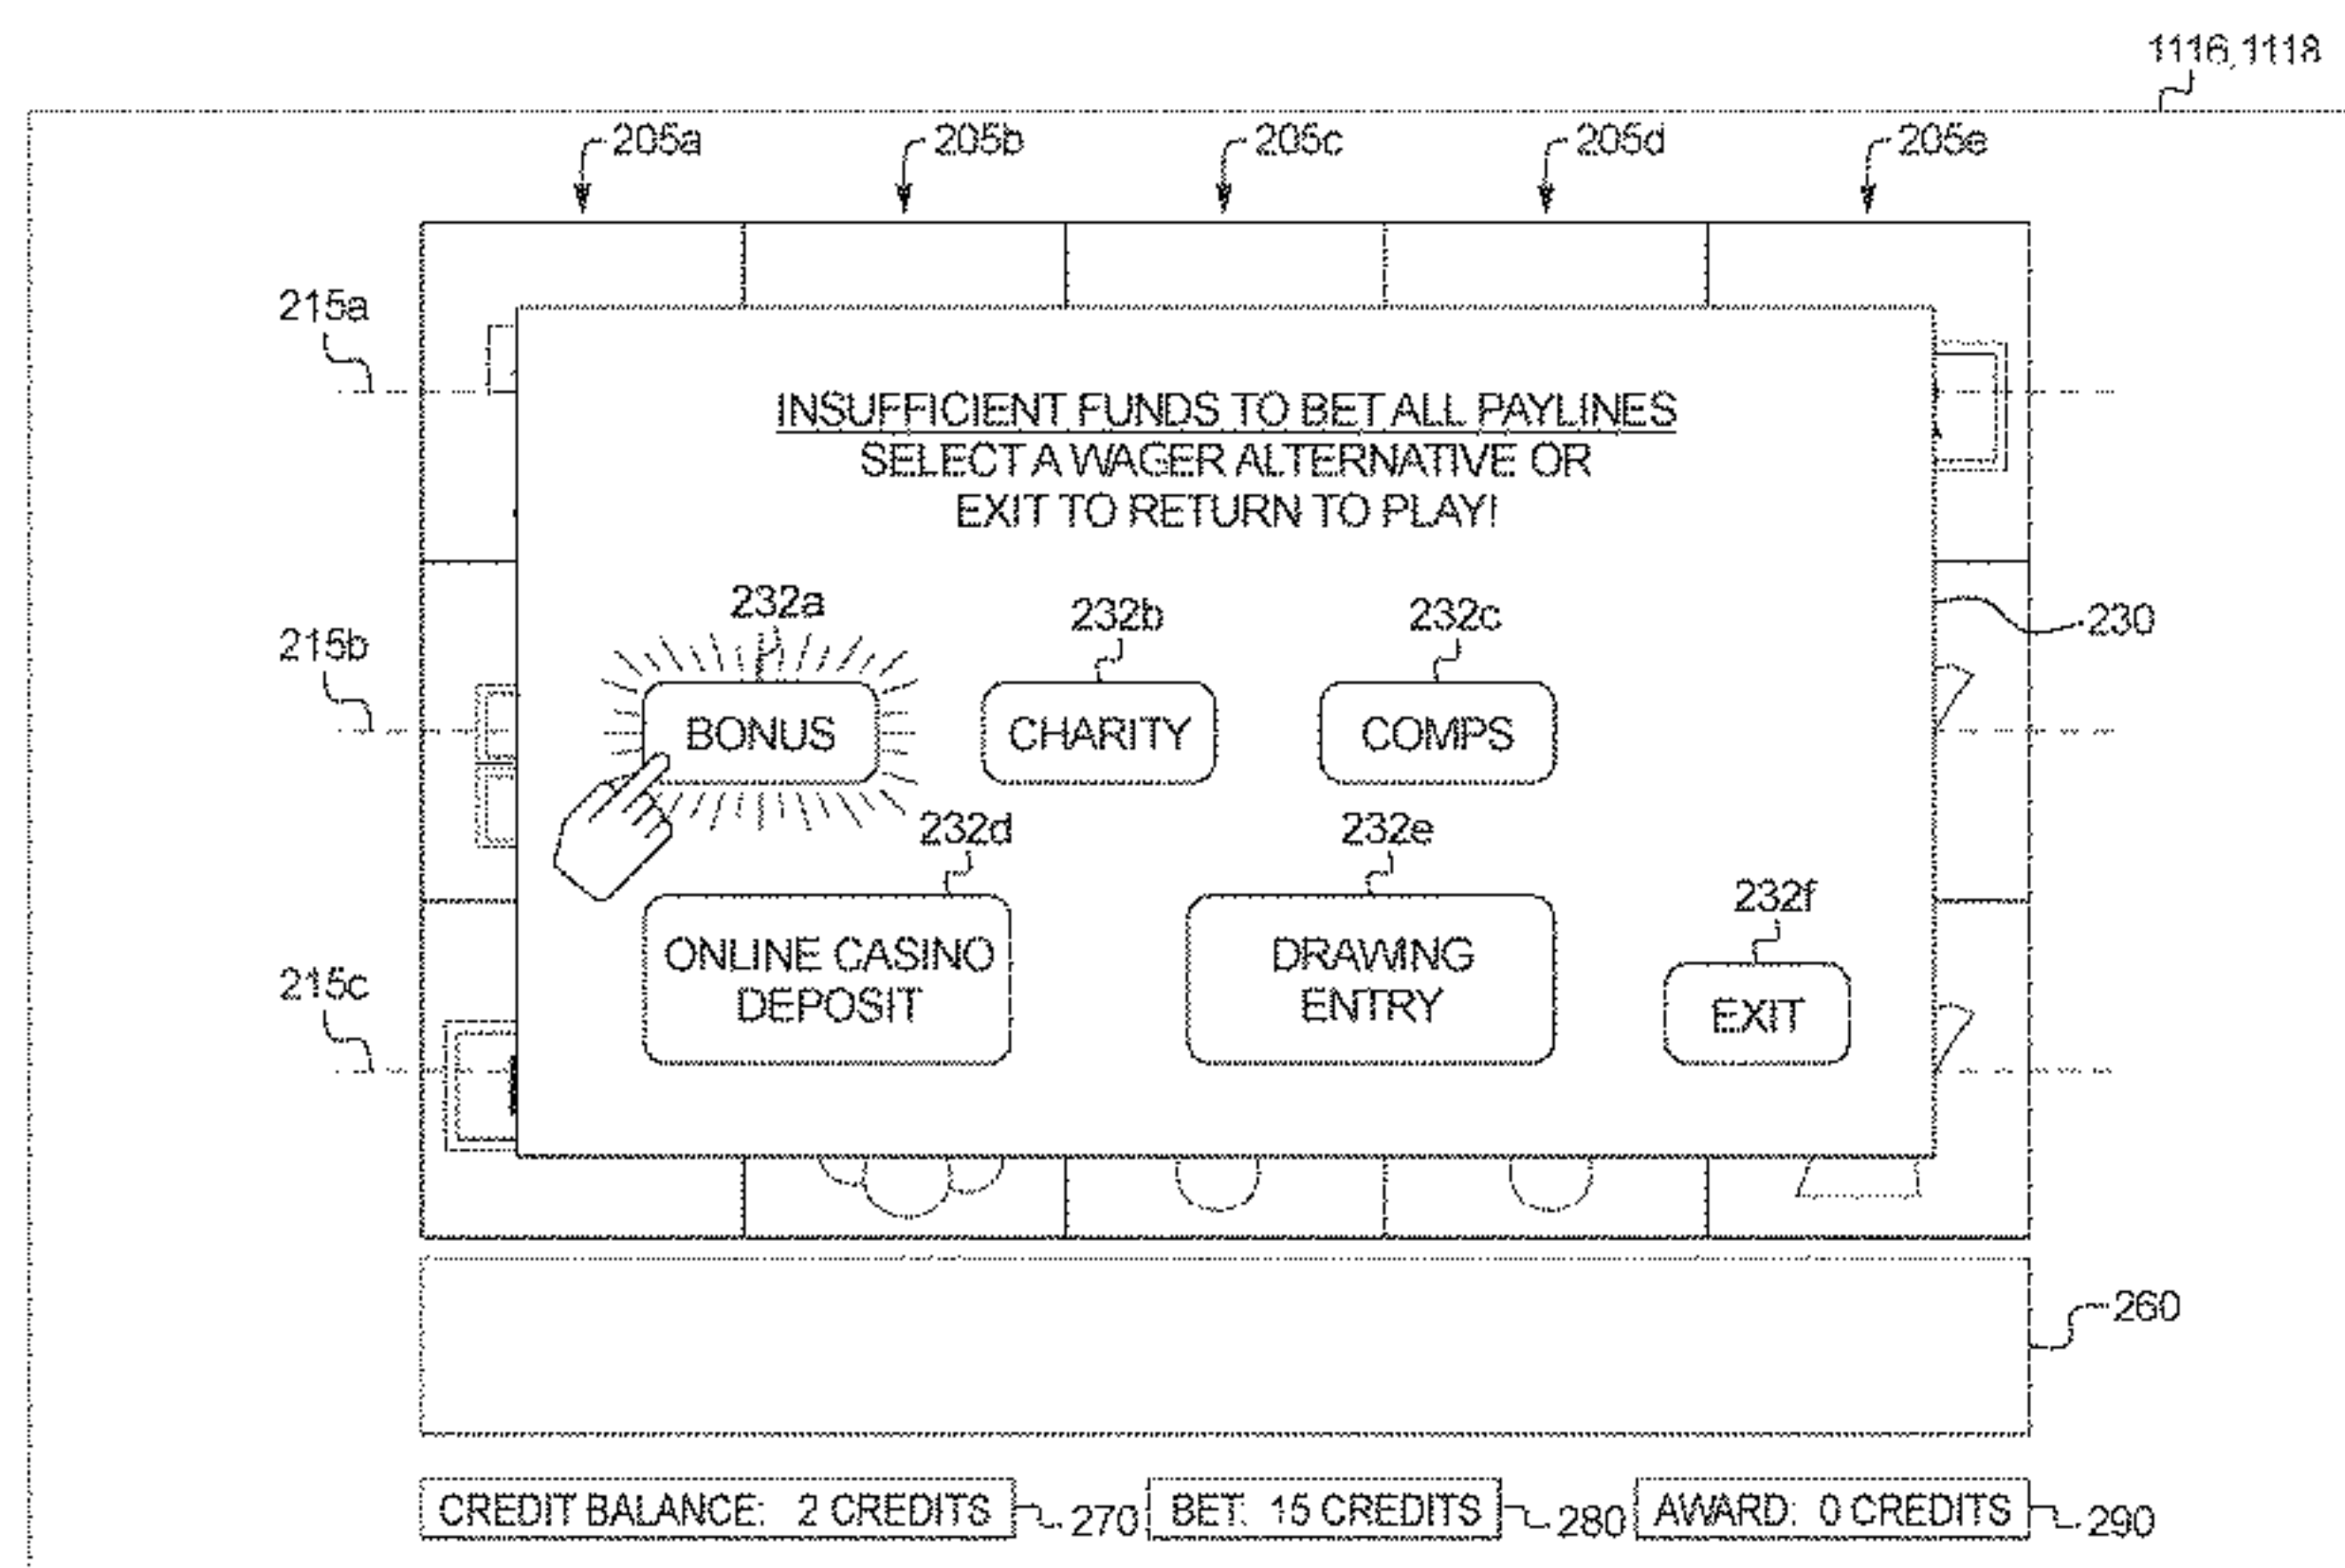 1116, 1118
205a 205b 205c 205d 205e
215a
INSUFFICIENT FUNDS TO BET ALL PAYLINES
SELECT A WAGER ALTERNATIVE OR
EXIT TO RETURN TO PLAY!
232a 232b 232c
230
215b
BONUS CHARITY COMPS
232d 232e
232f
ONLINE CASINO
DEPOSIT
DRAWING
ENTRY
EXIT
215c
260
CREDIT BALANCE: 2 CREDITS 270 BET: 15 CREDITS 280 AWARD: 0 CREDITS 290